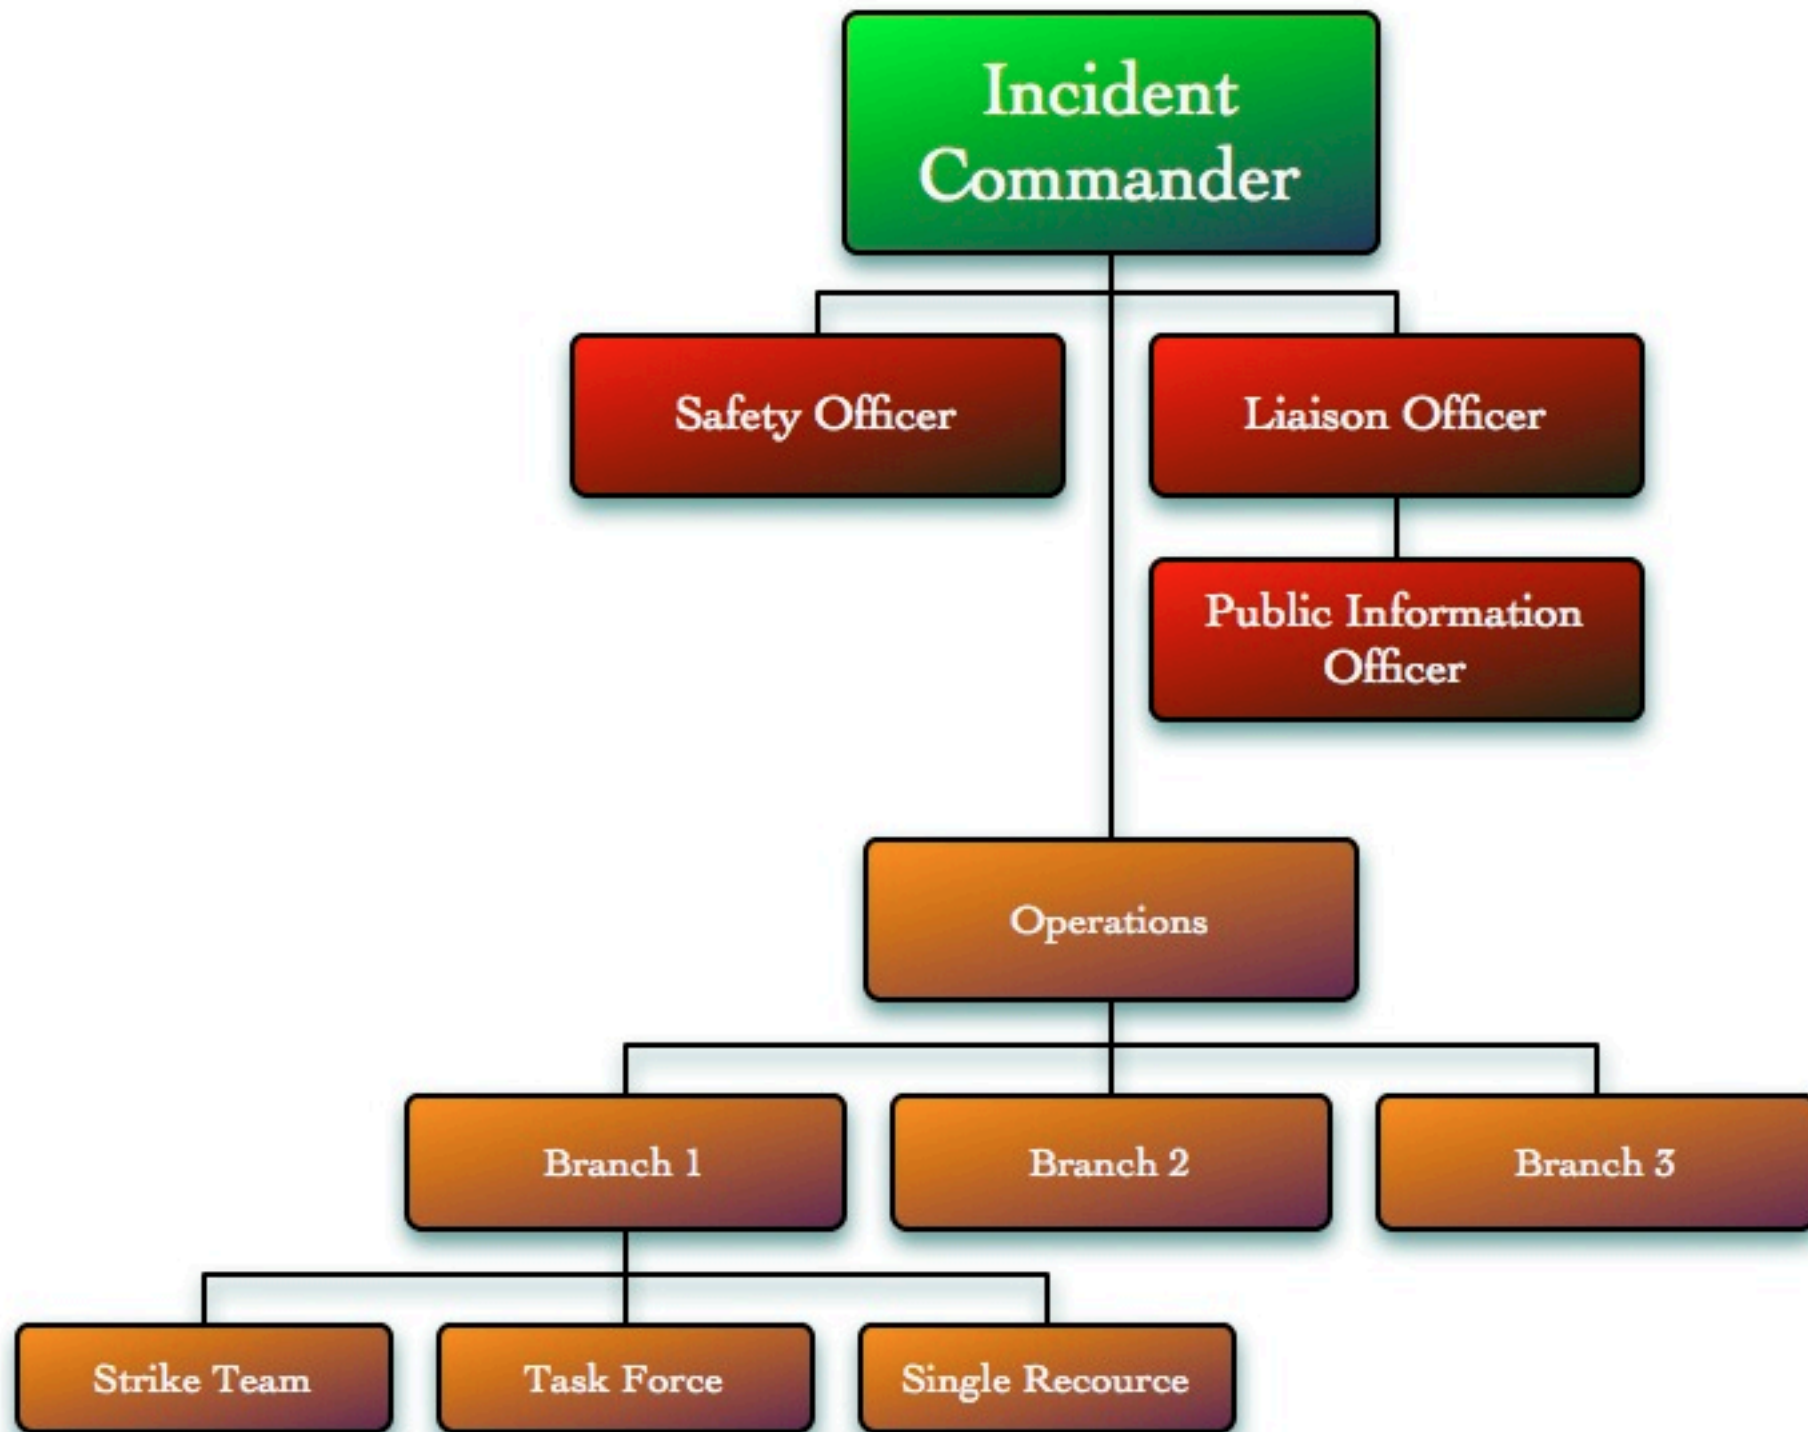 Incident
Commander
Safety Officer
Liaison Officer
Public Information
Officer
Operations
Branch 1
Branch 2
Branch 3
Strike Team
Task Force
Single Recource